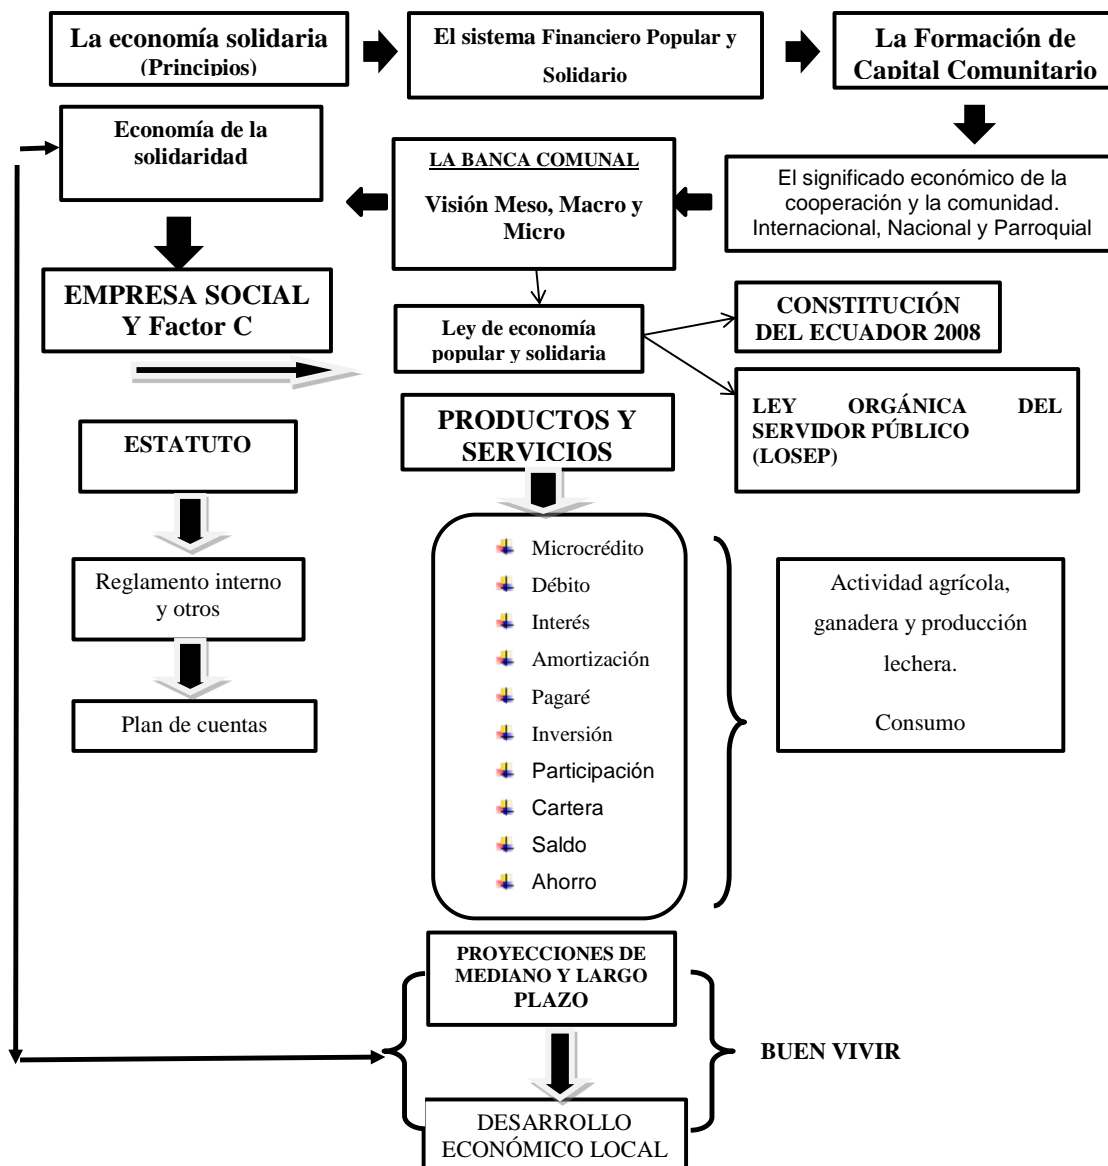 La economía solidaria
(Principios)
El sistema Financiero Popular y
Solidario
La Formación de
Capital Comunitario
Economía de la
solidaridad
LA BANCA COMUNAL
Visión Meso, Macro y
Micro
El significado económico de la
cooperación y la comunidad.
Internacional, Nacional y Parroquial
EMPRESA SOCIAL
Y Factor C
Ley de economía
popular y solidaria
CONSTITUCIÓN
DEL ECUADOR 2008
LEY ORGÁNICA DEL
SERVIDOR PÚBLICO
(LOSEP)
ESTATUTO
PRODUCTOS Y
SERVICIOS
Reglamento interno
y otros
Plan de cuentas
Microcrédito
Débito
Interés
Amortización
Pagaré
Inversión
Participación
Cartera
Saldo
Ahorro
Actividad agrícola,
ganadera y producción
lechera.
Consumo
PROYECCIONES DE
MEDIANO Y LARGO
PLAZO
BUEN VIVIR
DESARROLLO
ECONÓMICO LOCAL